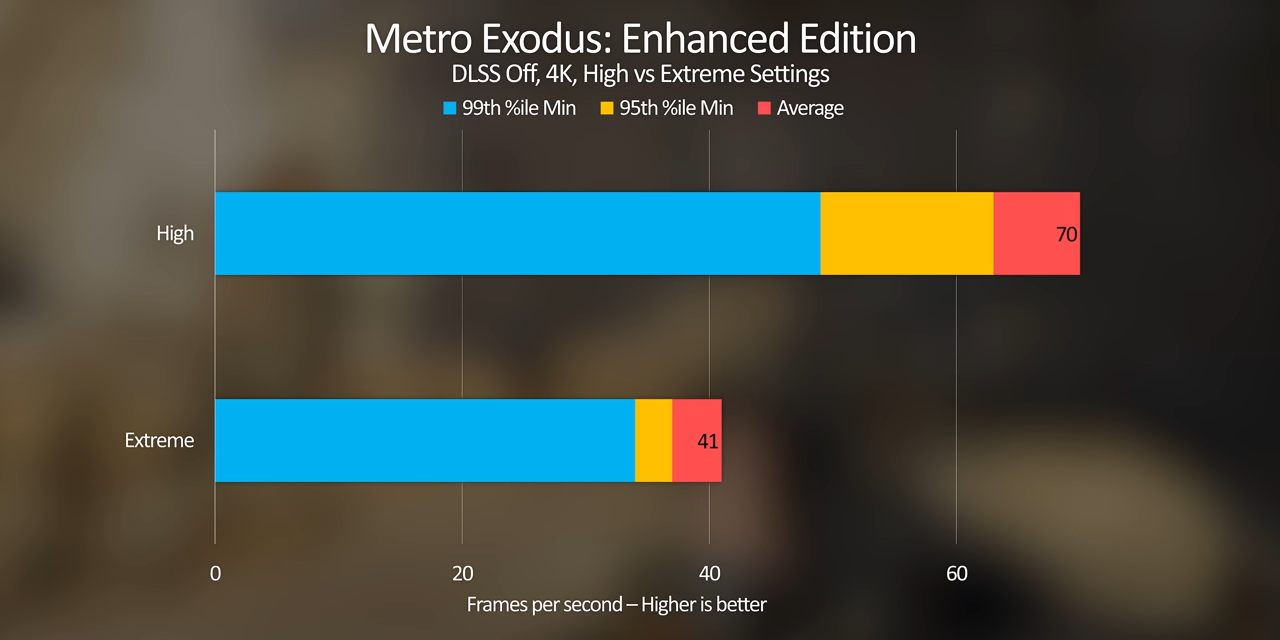 Metro Exodus: Enhanced Edition
DLSS Off, 4K, High vs Extreme Settings
99th %ile Min 95th %ile Min Average
High
70
Extreme
41
0 20 40 60
Frames per second – Higher is better